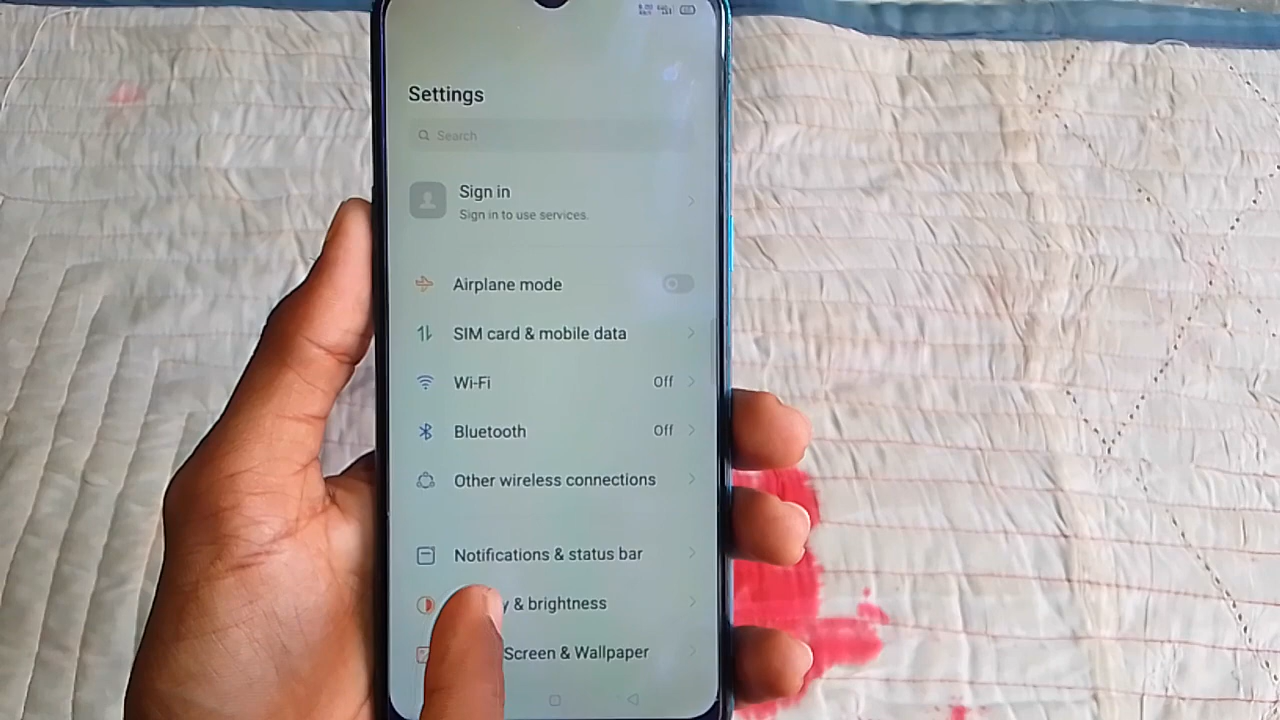 Settings
Search
Sign in
Sign in to use services.
Airplane mode
SIM card & mobile data
Wi-Fi Off
Bluetooth Off
Other wireless connections
Notifications & status bar
y & brightness
Screen & Wallpaper